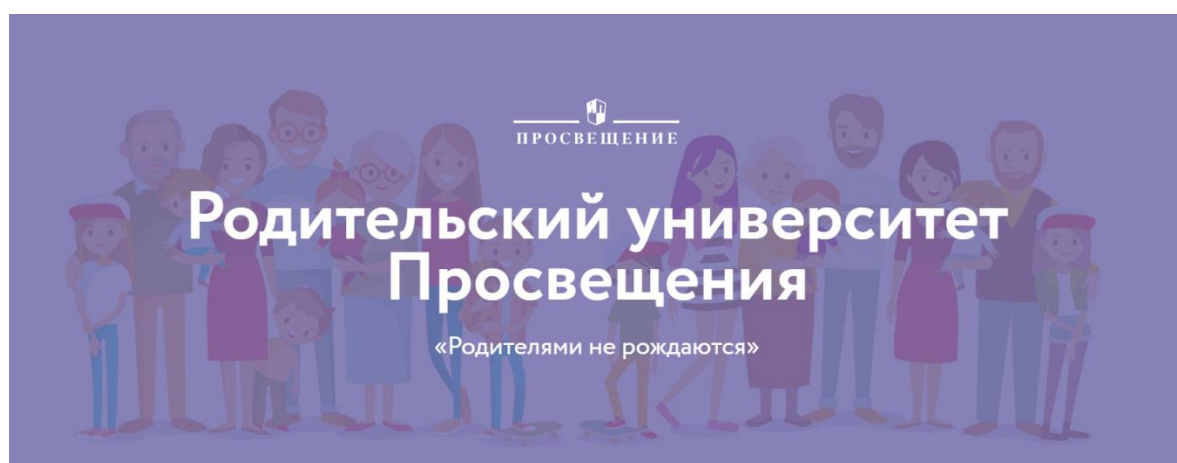 ПРОСВЕЩЕНИЕ
Родительский университет
Просвещения
«Родителями не рождаются»